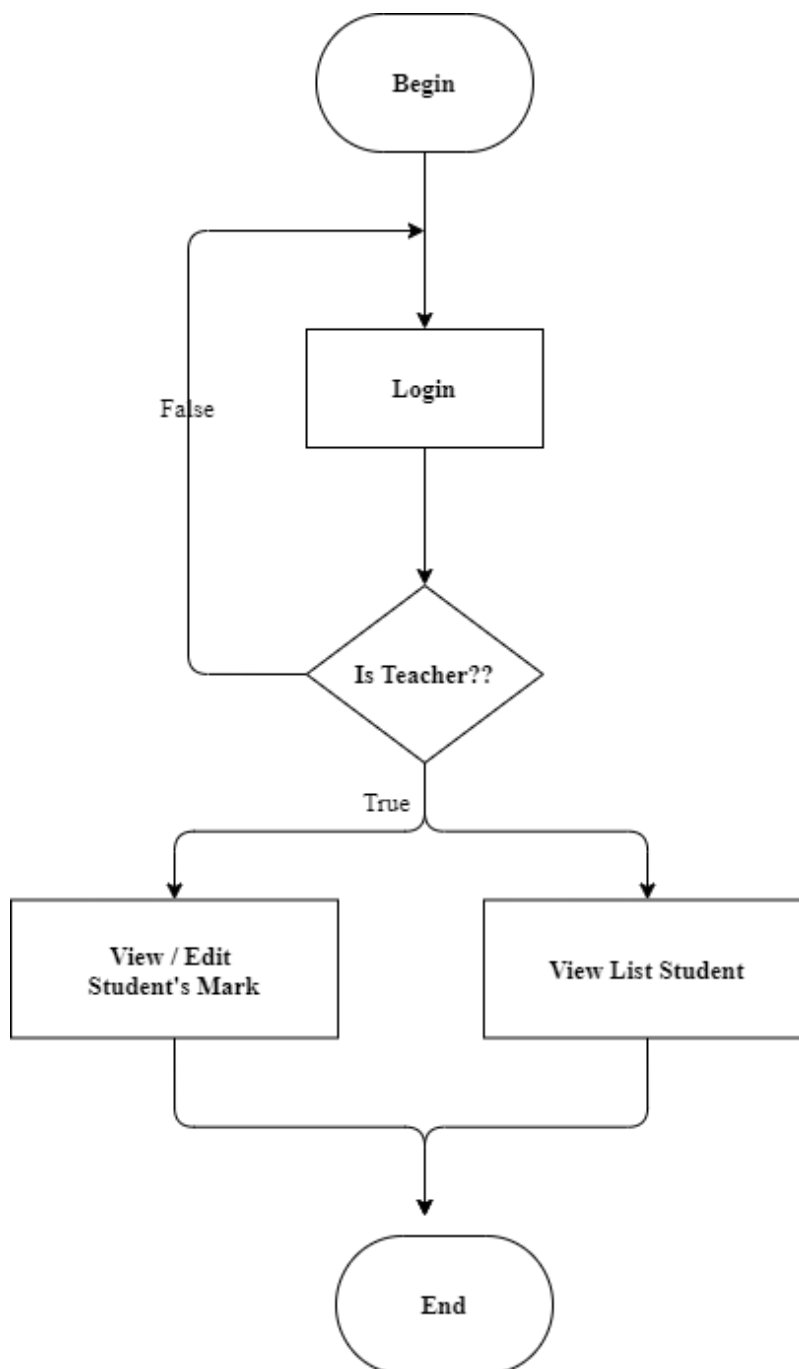 Begin
Login
False
Is Teacher??
True
View / Edit
Student's Mark
View List Student
End